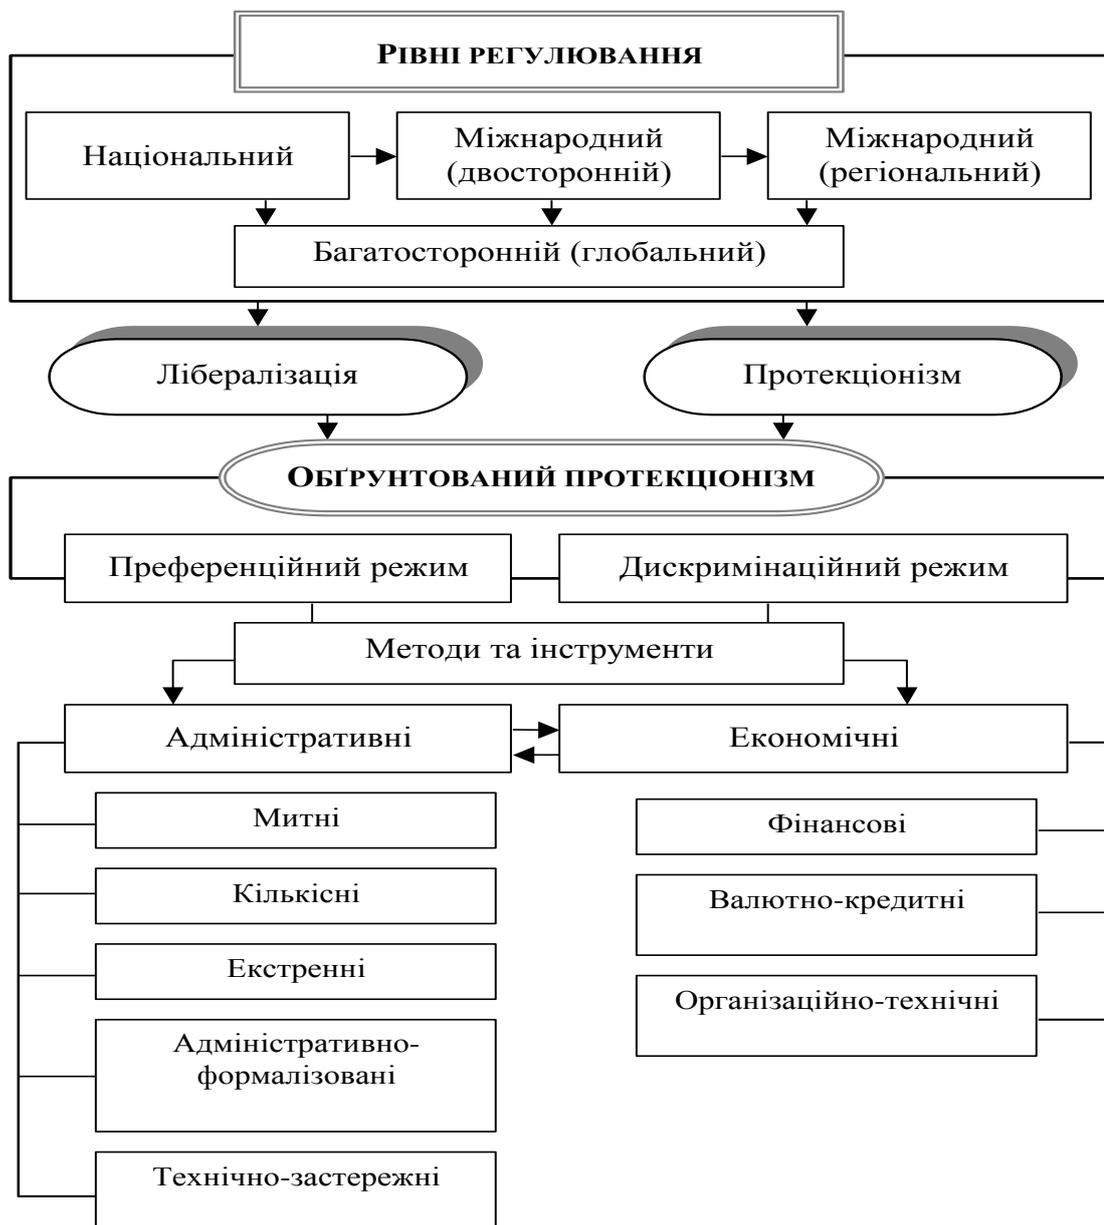 РІВНІ РЕГУЛЮВАННЯ
Національний
Міжнародний
(двосторонній)
Міжнародний
(регіональний)
Багатосторонній (глобальний)
Лібералізація
Протекціонізм
ОБҐРУНТОВАНИЙ ПРОТЕКЦІОНІЗМ
Преференційний режим
Дискримінаційний режим
Методи та інструменти
Адміністративні
Економічні
Митні
Кількісні
Екстренні
Адміністративно-
формалізовані
Технічно-застережні
Фінансові
Валютно-кредитні
Організаційно-технічні